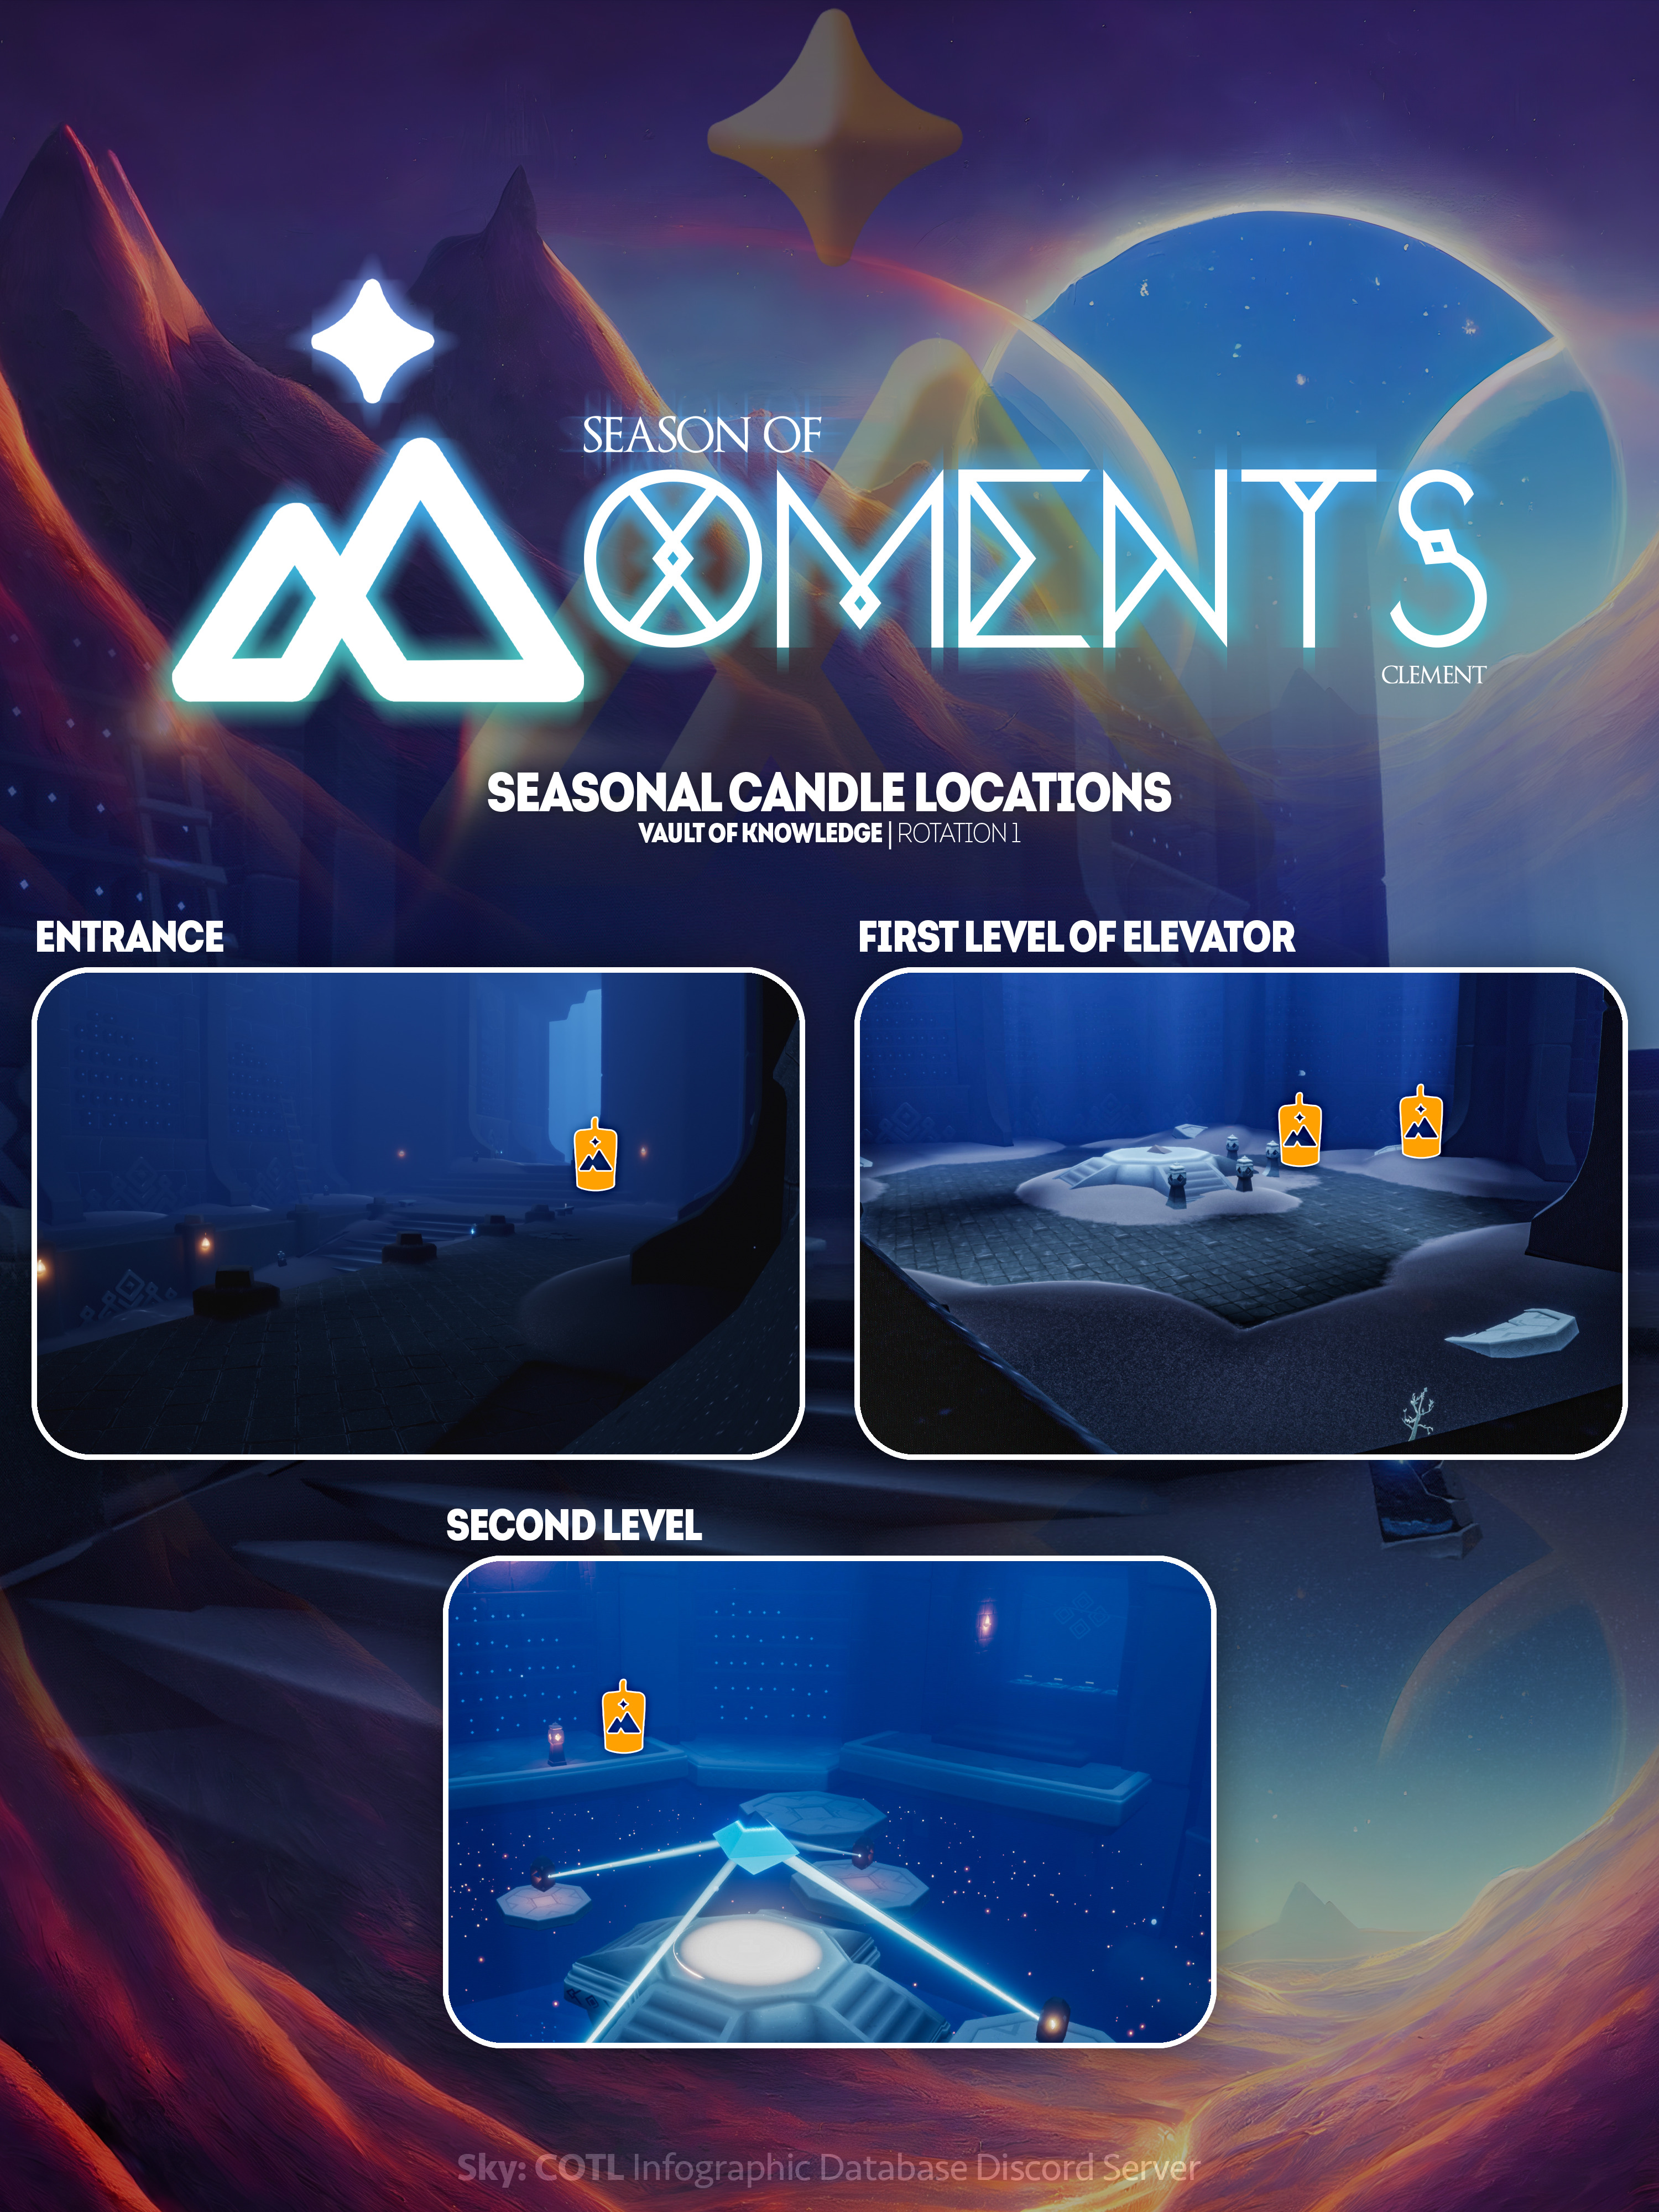 SEASON OF
MOMENTS
CLEMENT
SEASONAL CANDLE LOCATIONS
VAULT OF KNOWLEDGE | ROTATION 1
ENTRANCE
FIRST LEVEL OF ELEVATOR
SECOND LEVEL
Sky: COTL Infographic Database Discord Server